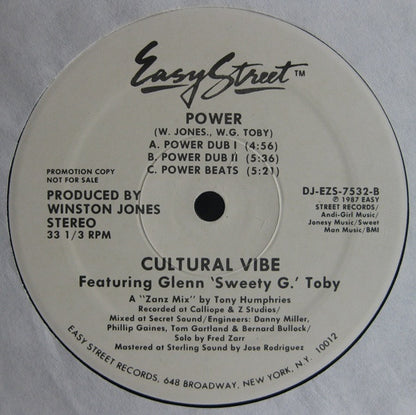 Easy Street™
POWER
(W. JONES., W.G. TOBY)
A. POWER DUB I (4:56)
B. POWER DUB II (5:36)
C. POWER BEATS (5:21)
PROMOTION COPY
NOT FOR SALE
PRODUCED BY
WINSTON JONES
STEREO
33 1/3 RPM
DJ-EZS-7532-B
℗ 1987 EASY
STREET RECORDS/
Andi-Girl Music/
Jonesy Music/Sweet
Man Music/BMI
CULTURAL VIBE
Featuring Glenn 'Sweety G.' Toby
A "Zanz Mix" by Tony Humphries
Recorded at Calliope & Z Studios/
Mixed at Secret Sound/Engineers: Danny Miller,
Phillip Gaines, Tom Gartland & Bernard Bullock/
Solo by Fred Zarr
Mastered at Sterling Sound by Jose Rodriguez
EASY STREET RECORDS, 648 BROADWAY, NEW YORK, N.Y. 10012